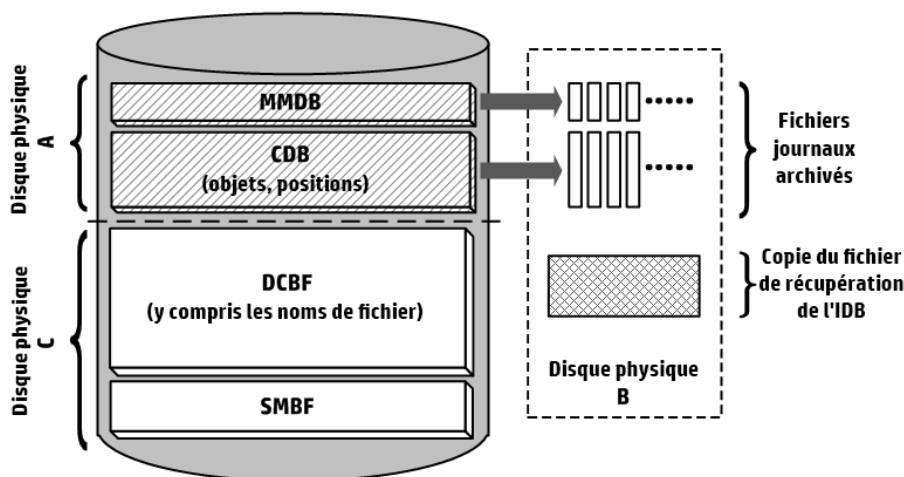 Disque physique
A
MMDB
CDB
(objets, positions)
Fichiers
journaux
archivés
Disque physique
C
DCBF
(y compris les noms de fichier)
SMBF
Copie du fichier
de récupération
de l'IDB
Disque physique
B